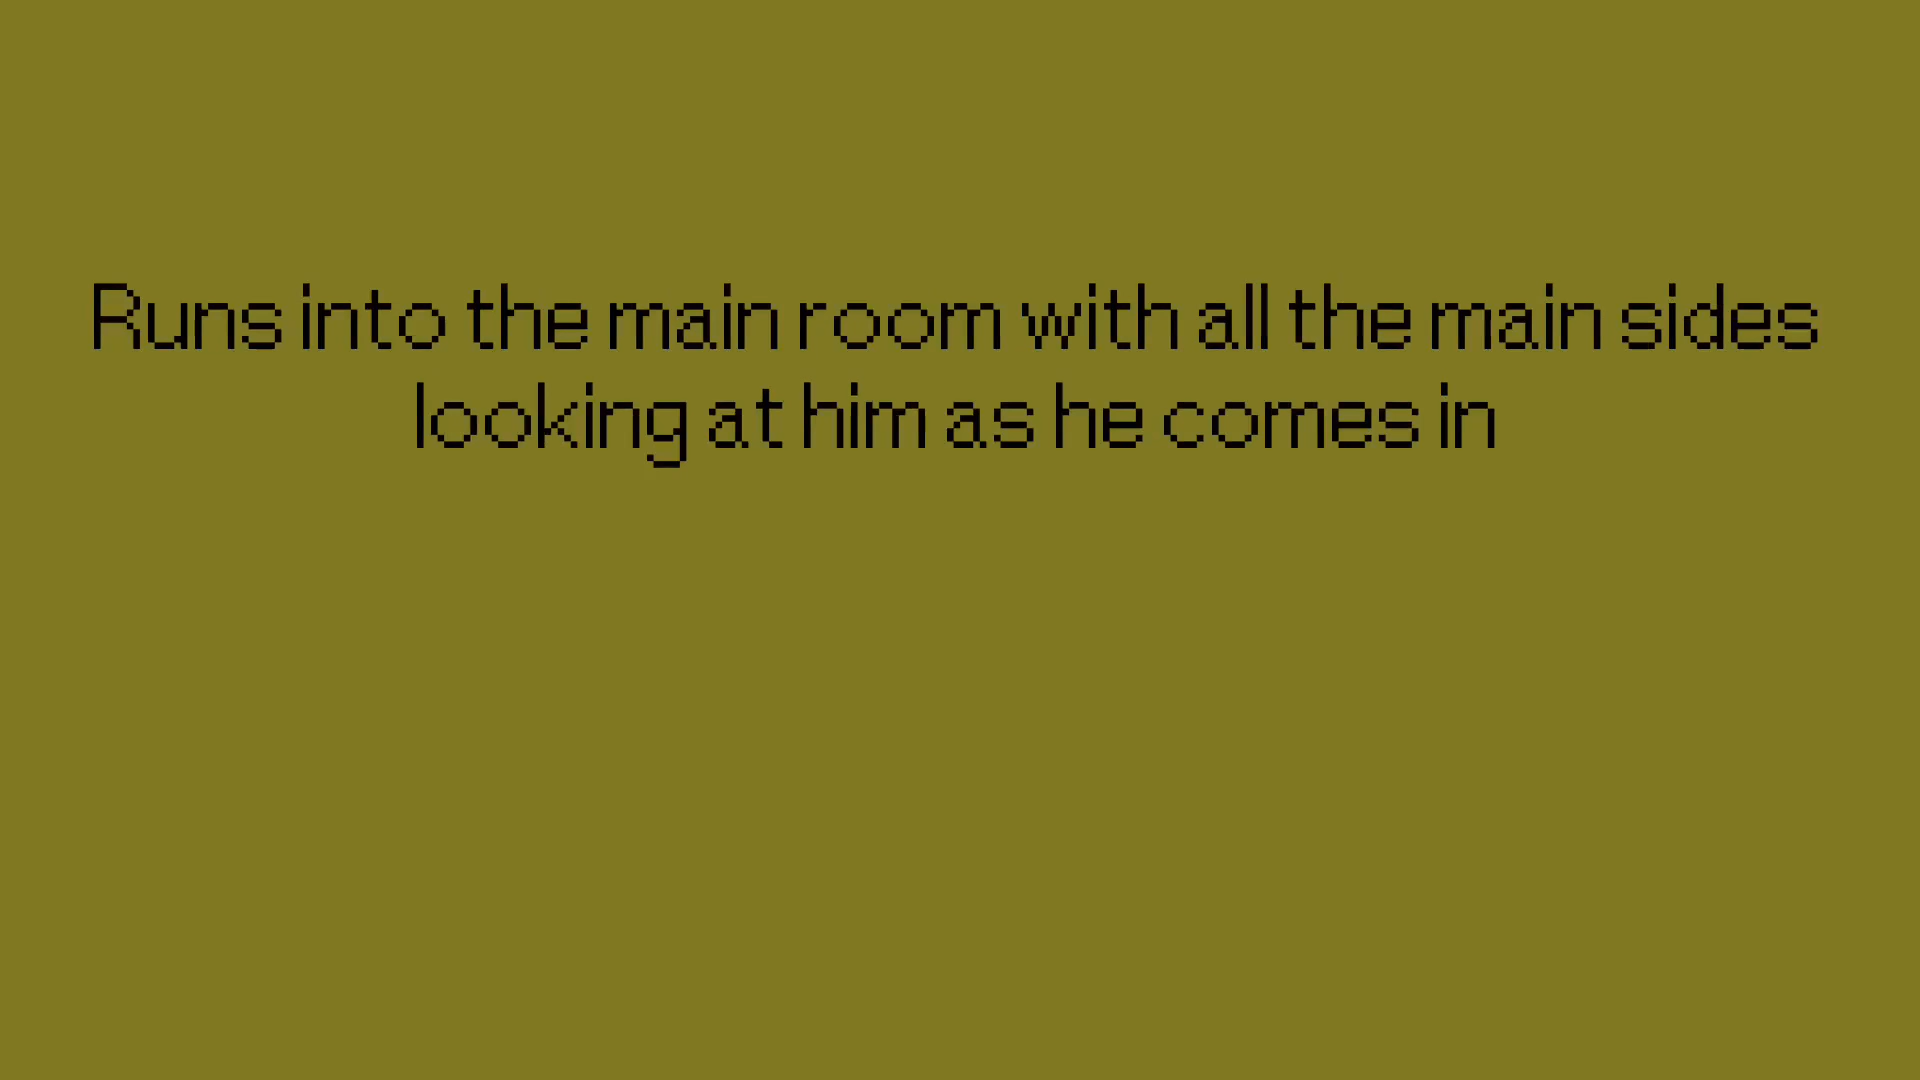 Runs into the main room with all the main sides
looking at him as he comes in